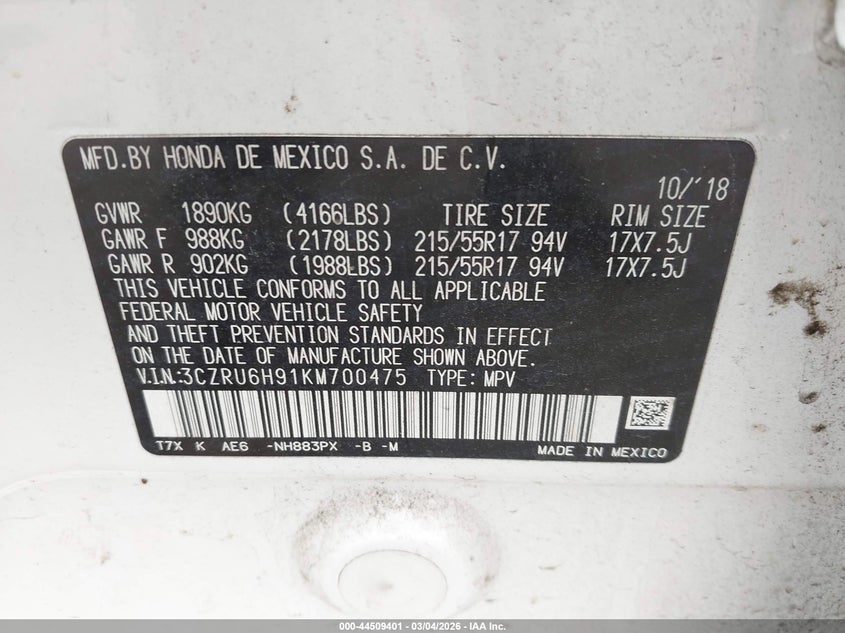 MFD.BY HONDA DE MEXICO S.A. DE C.V.
10/'18
GVWR 1890KG (4166LBS) TIRE SIZE RIM SIZE
GAWR F 988KG (2178LBS) 215/55R17 94V 17X7.5J
GAWR R 902KG (1988LBS) 215/55R17 94V 17X7.5J
THIS VEHICLE CONFORMS TO ALL APPLICABLE
FEDERAL MOTOR VEHICLE SAFETY
AND THEFT PREVENTION STANDARDS IN EFFECT
ON THE DATE OF MANUFACTURE SHOWN ABOVE.
V.I.N:3CZRU6H91KM700475 TYPE: MPV
T7X K AE6 -NH883PX -B -M MADE IN MEXICO
000-44509401 - 03/04/2026 - IAA Inc.